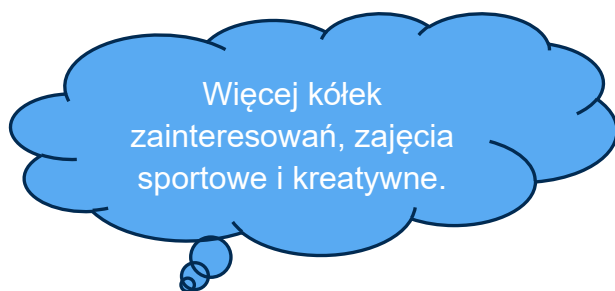 Więcej kółek
zainteresowań, zajęcia
sportowe i kreatywne.